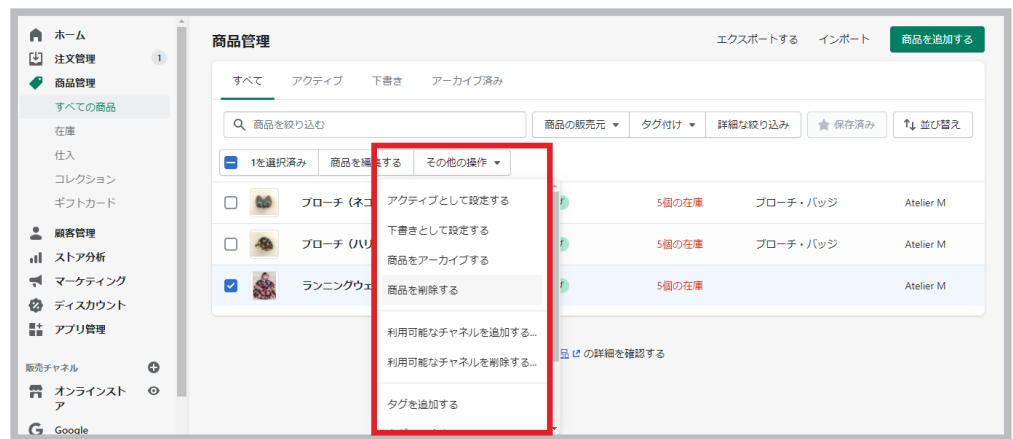 ホーム
注文管理 1
商品管理
すべての商品
在庫
仕入
コレクション
ギフトカード
顧客管理
ストア分析
マーケティング
ディスカウント
アプリ管理
販売チャネル
オンラインスト
ア
Google
商品管理
エクスポートする インポート 商品を追加する
すべて アクティブ 下書き アーカイブ済み
商品を絞り込む 商品の販売元 タグ付け 詳細な絞り込み 保存済み 並び替え
1を選択済み 商品を編集する その他の操作
ブローチ（ネコ 5個の在庫 ブローチ・バッジ Atelier M
ブローチ（ハリ 5個の在庫 ブローチ・バッジ Atelier M
ランニングウェ 5個の在庫 Atelier M
アクティブとして設定する
下書きとして設定する
商品をアーカイブする
商品を削除する
利用可能なチャネルを追加する...
利用可能なチャネルを削除する...
タグを追加する
品 の詳細を確認する